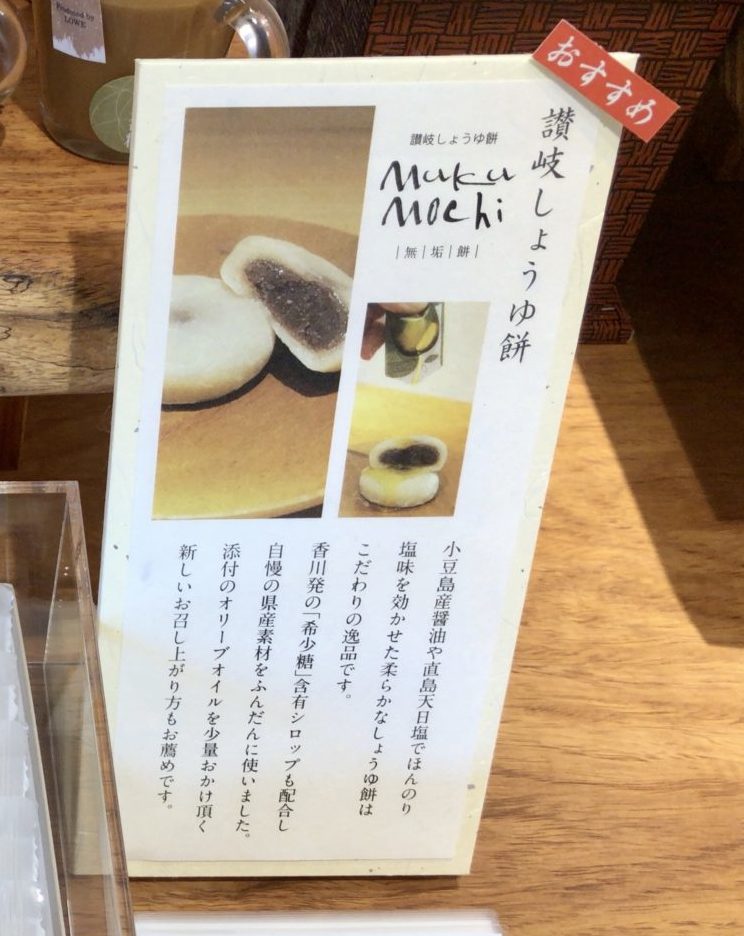 おすすめ
讃岐しょうゆ餅
讃岐しょうゆ餅
Muku
Mochi
|無|垢|餅|
小豆島産醤油や直島天日塩でほんのり
塩味を効かせた柔らかなしょうゆ餅は
こだわりの逸品です。
香川発の「希少糖」含有シロップも配合し
自慢の県産素材をふんだんに使いました。
添付のオリーブオイルを少量おかけ頂く
新しいお召し上がり方もお薦めです。
Produced by
LOWE